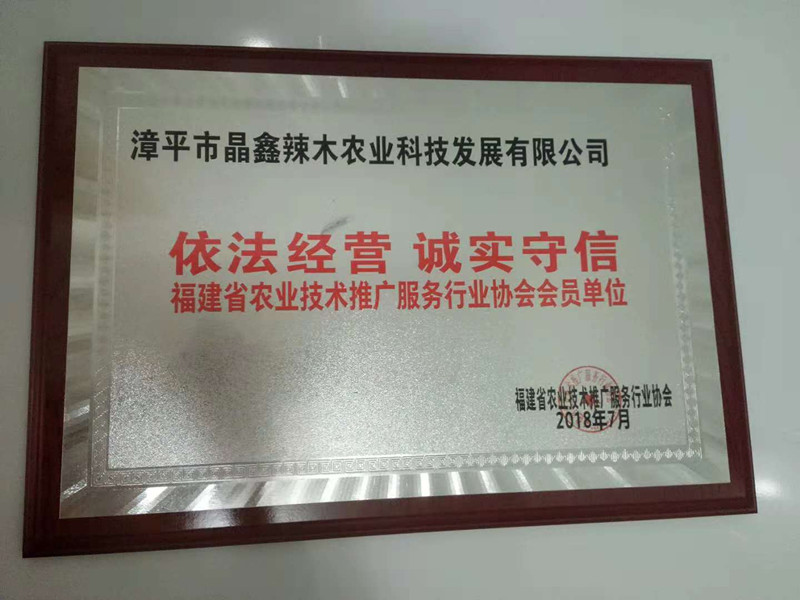 漳平市晶鑫辣木农业科技发展有限公司
依法经营 诚实守信
福建省农业技术推广服务行业协会会员单位
福建省农业技术推广服务行业协会
2018年7月